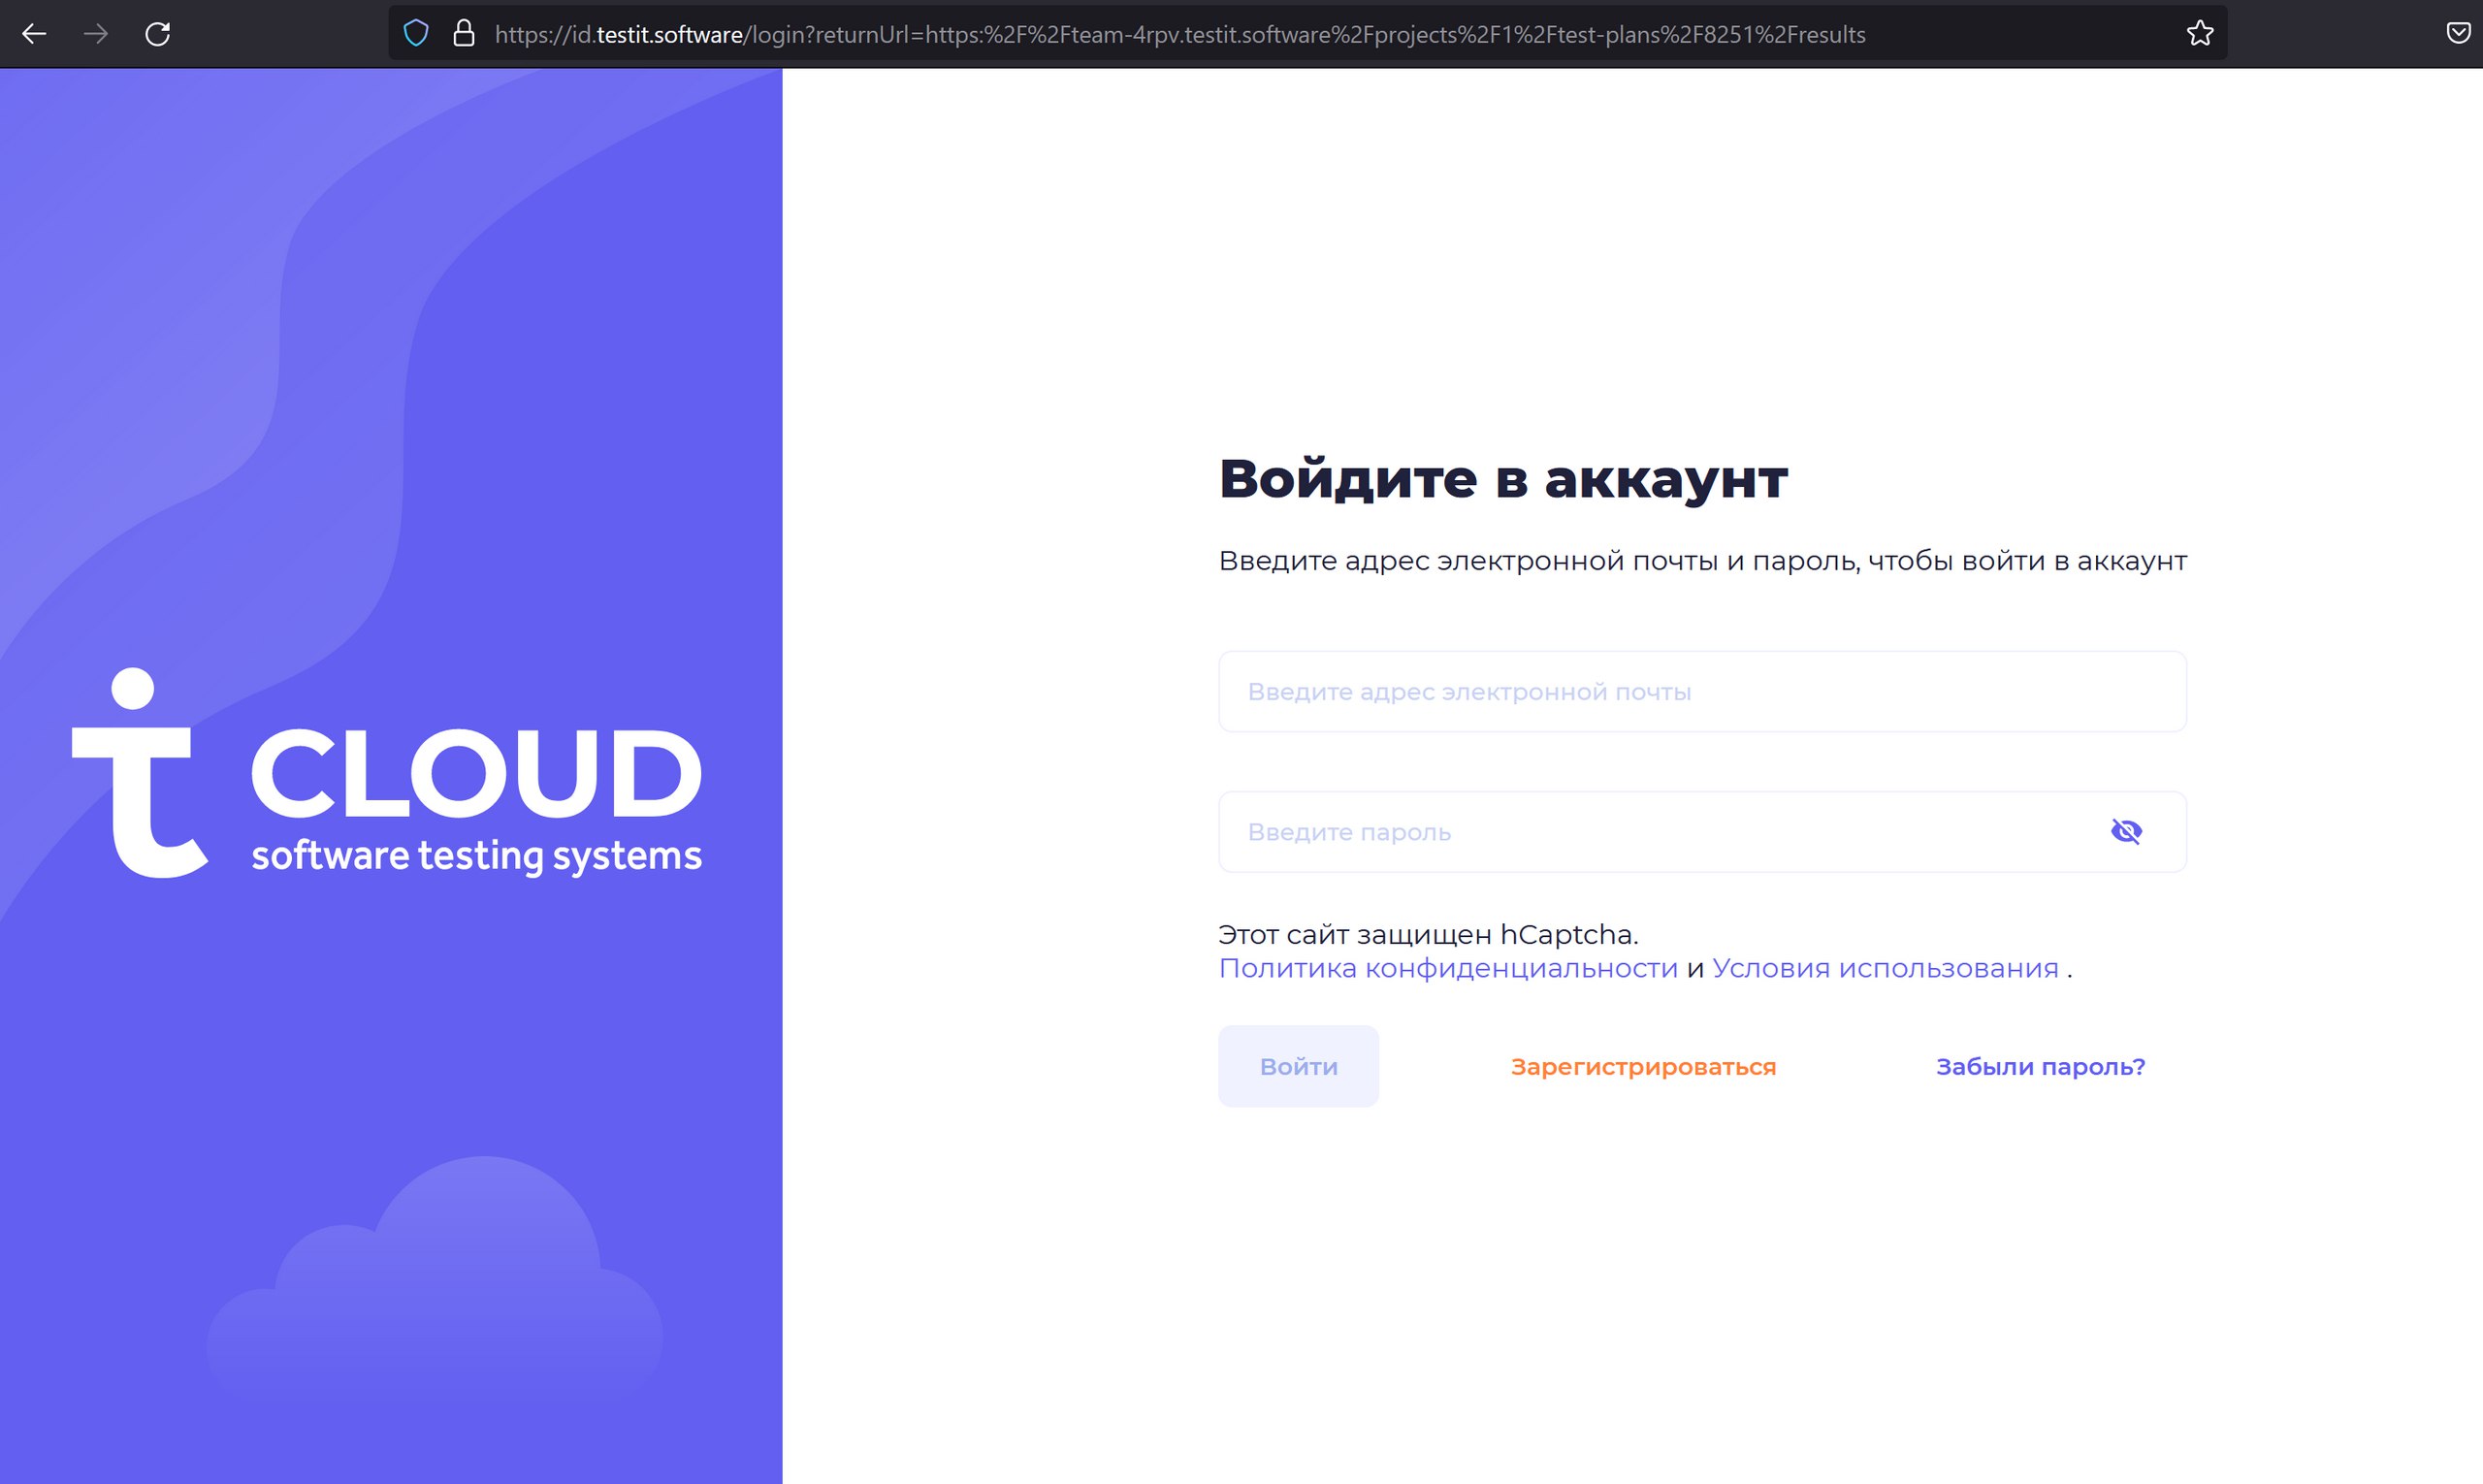 https://id.testit.software/login?returnUrl=https:%2F%2Fteam-4rpv.testit.software%2Fprojects%2F1%2Ftest-plans%2F8251%2Fresults
CLOUD
software testing systems
Войдите в аккаунт
Введите адрес электронной почты и пароль, чтобы войти в аккаунт
Введите адрес электронной почты
Введите пароль
Этот сайт защищен hCaptcha.
Политика конфиденциальности и Условия использования .
Войти
Зарегистрироваться
Забыли пароль?